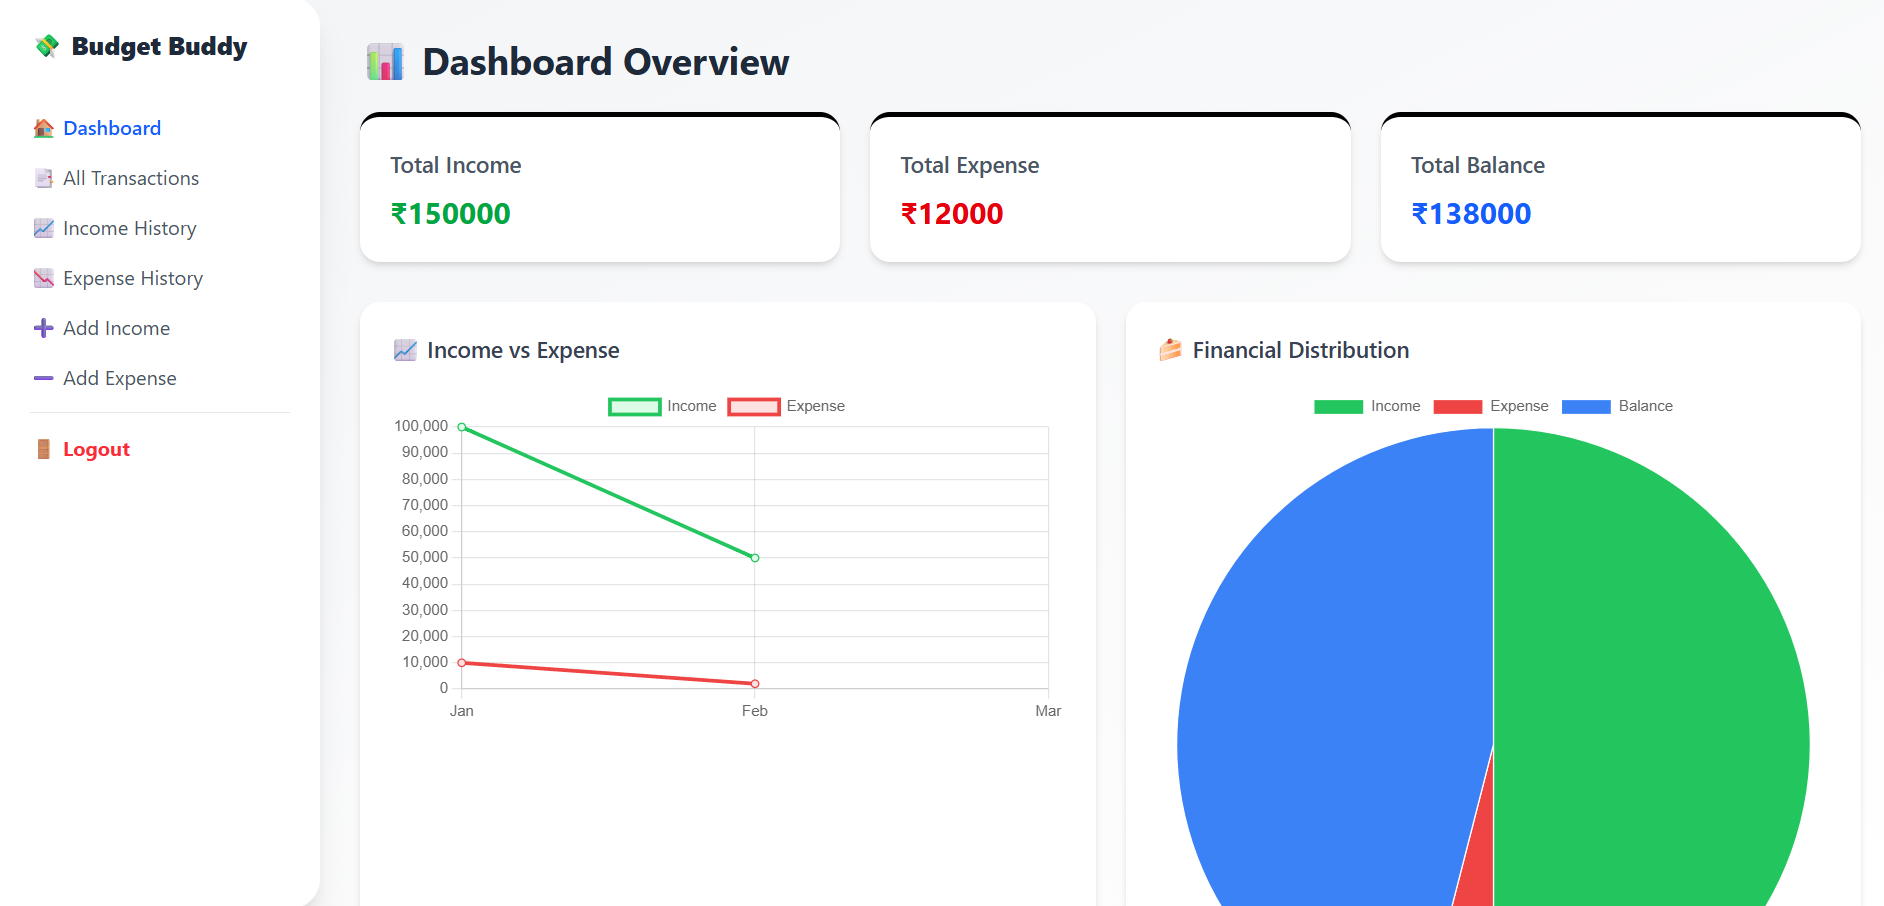 Budget Buddy
Dashboard
All Transactions
Income History
Expense History
Add Income
Add Expense
Logout
Dashboard Overview
Total Income
₹150000
Total Expense
₹12000
Total Balance
₹138000
Income vs Expense
Income Expense
100,000
90,000
80,000
70,000
60,000
50,000
40,000
30,000
20,000
10,000
0
Jan Feb Mar
Financial Distribution
Income Expense Balance